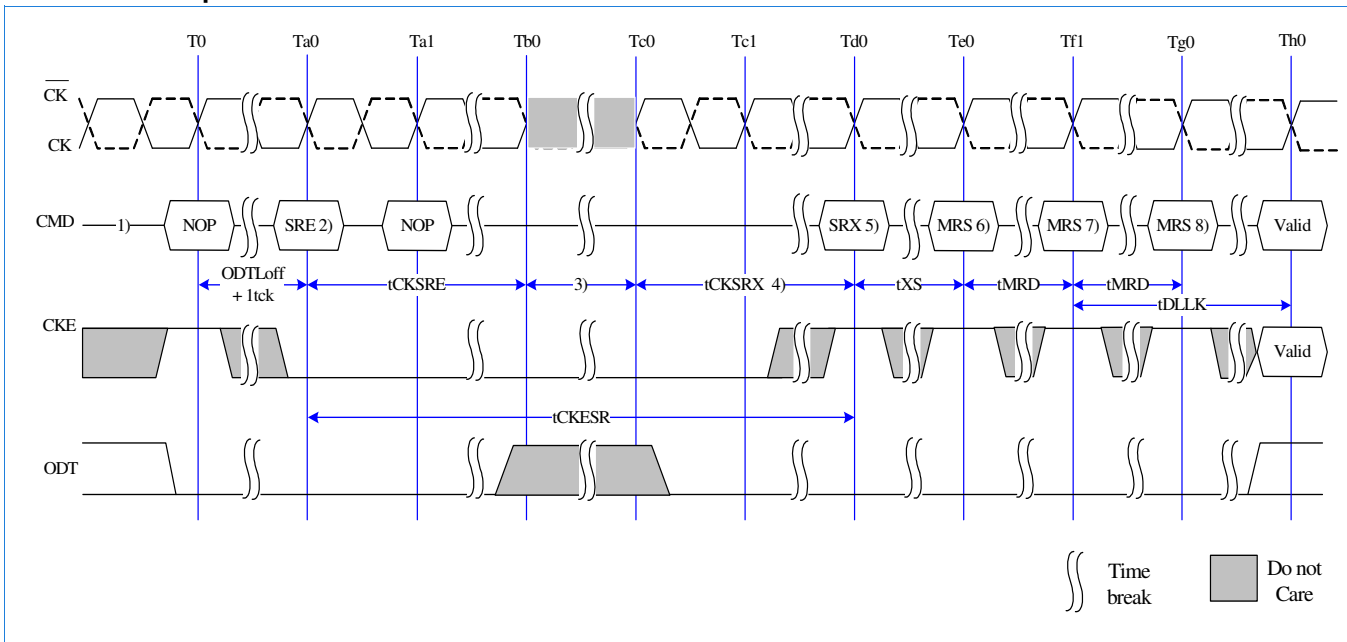 T0 Ta0 Ta1 Tb0 Tc0 Tc1 Td0 Te0 Tf1 Tg0 Th0
CK
CK
CMD 1) NOP SRE 2) NOP SRX 5) MRS 6) MRS 7) MRS 8) Valid
ODTLoff
+ 1tck
tCKSRE 3) tCKSRX 4) tXS tMRD tMRD
tDLLK
CKE Valid
tCKESR
ODT
Time
break
Do not
Care